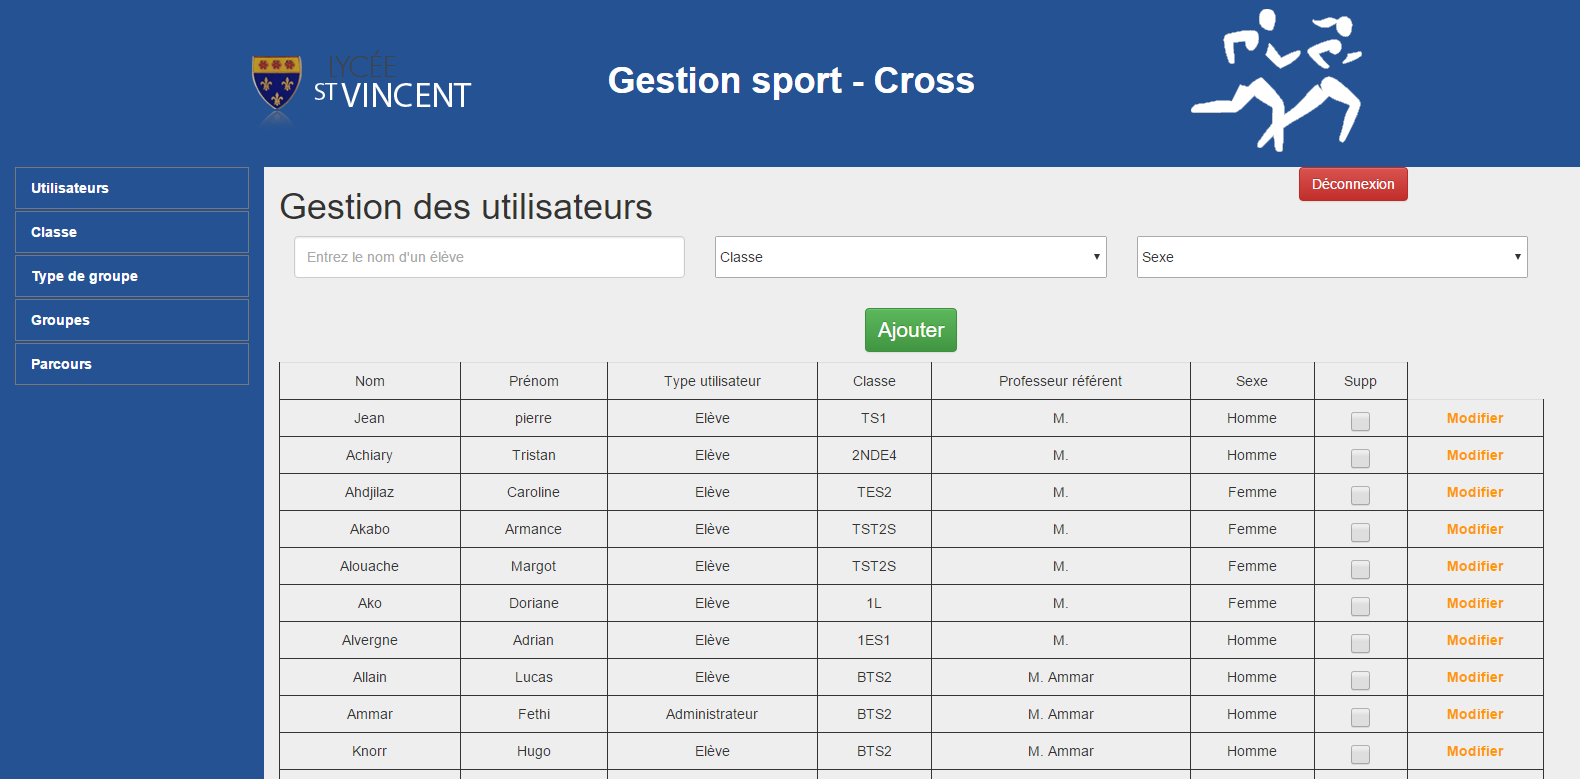 LYCÉE
ST VINCENT
Gestion sport - Cross
Utilisateurs
Classe
Type de groupe
Groupes
Parcours
Déconnexion
Gestion des utilisateurs
Entrez le nom d'un élève Classe Sexe
Ajouter
Nom Prénom Type utilisateur Classe Professeur référent Sexe Supp
Jean pierre Elève TS1 M. Homme Modifier
Achiary Tristan Elève 2NDE4 M. Homme Modifier
Ahdjilaz Caroline Elève TES2 M. Femme Modifier
Akabo Armance Elève TST2S M. Femme Modifier
Alouache Margot Elève TST2S M. Femme Modifier
Ako Doriane Elève 1L M. Femme Modifier
Alvergne Adrian Elève 1ES1 M. Homme Modifier
Allain Lucas Elève BTS2 M. Ammar Homme Modifier
Ammar Fethi Administrateur BTS2 M. Ammar Homme Modifier
Knorr Hugo Elève BTS2 M. Ammar Homme Modifier